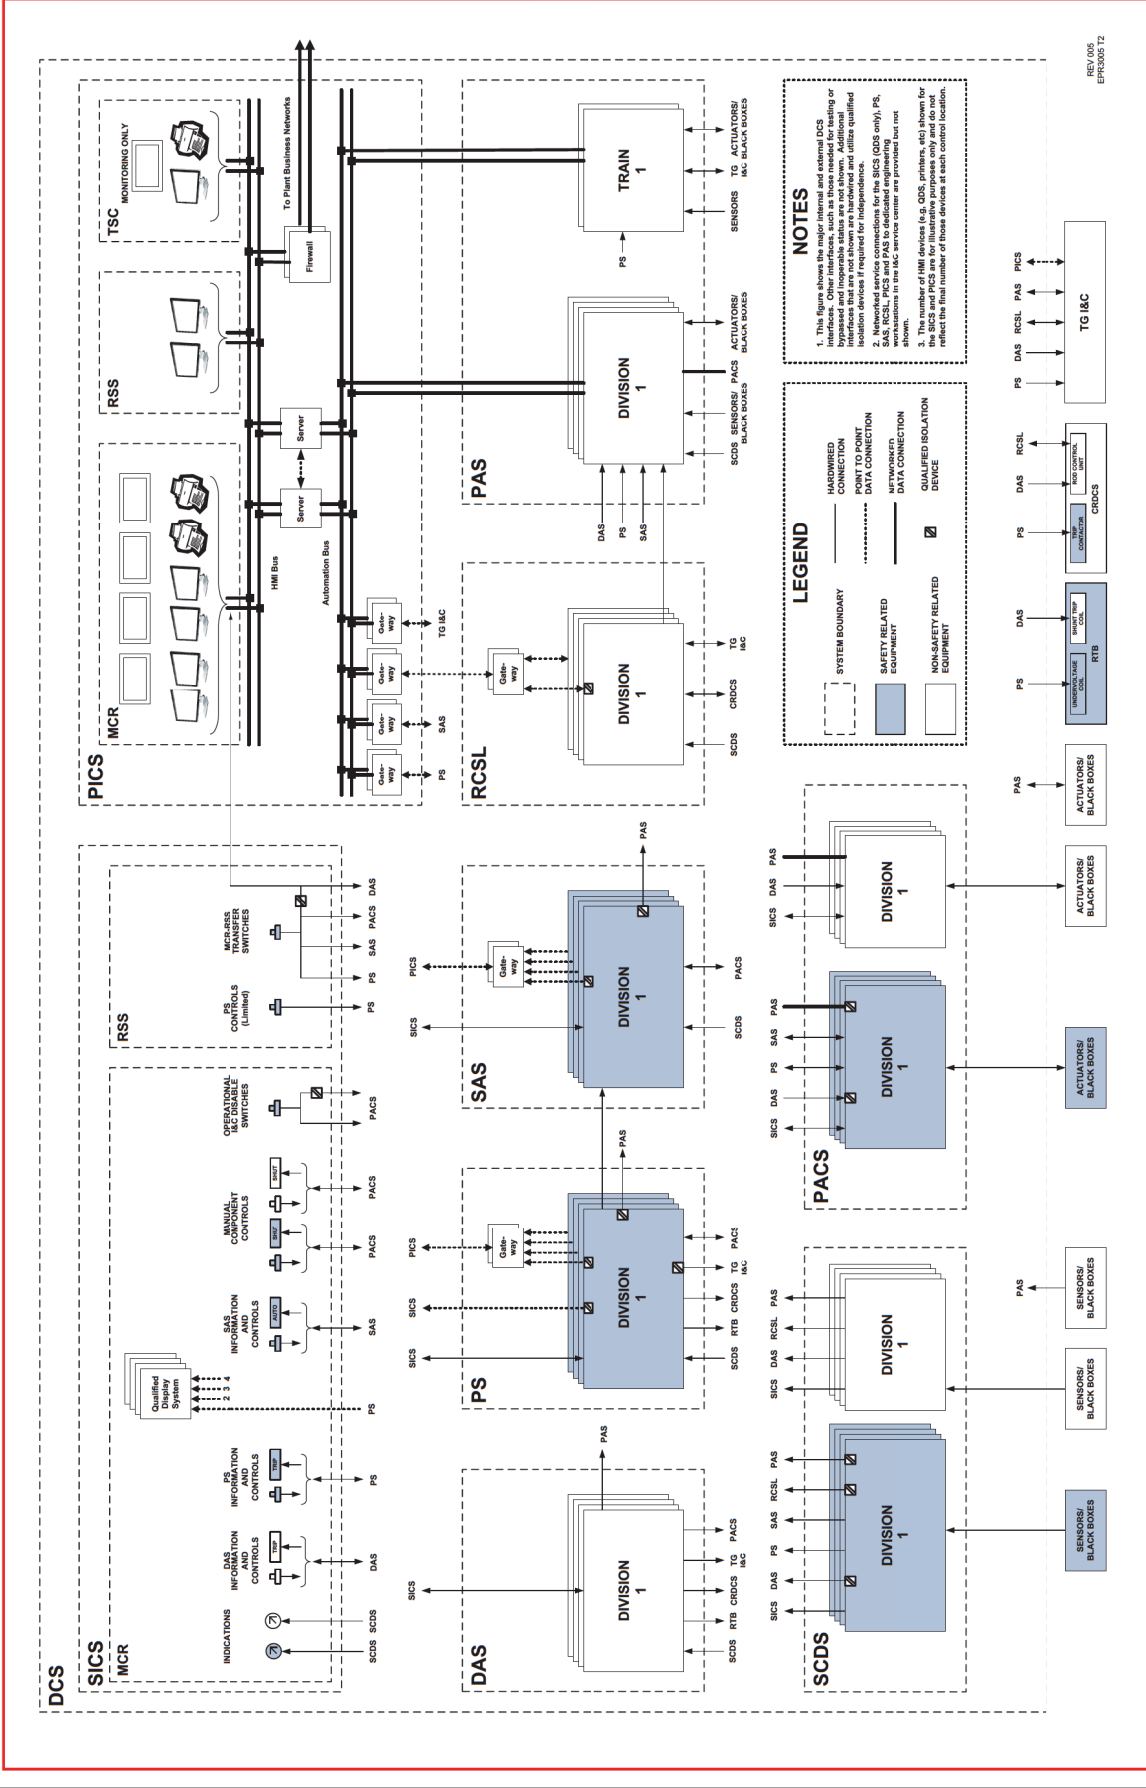 DCS
SICS
MCR
INDICATIONS
SCDS
SCDS
DAS
INFORMATION
AND
CONTROLS
TRIP
DAS
PS
INFORMATION
AND
CONTROLS
TRIP
PS
Qualified
Display
System
2 3 4
PS
SAS
INFORMATION
AND
CONTROLS
AUTO
SAS
MANUAL
COMPONENT
CONTROLS
SHUT
SHUT
PACS
PACS
OPERATIONAL
I&C DISABLE
SWITCHES
PACS
PACS
RSS
PS
CONTROLS
(Limited)
PS
MCR-RSS
TRANSFER
SWITCHES
PS
SAS
PACS
DAS
PICS
MCR
RSS
TSC
MONITORING ONLY
HMI Bus
Automation Bus
Server
Server
Firewall
To Plant Business Networks
Gate-
way
Gate-
way
Gate-
way
Gate-
way
PS
SAS
TG I&C
DAS
SICS
DIVISION
1
PAS
SCDS
RTB
CRDCS
TG
I&C
PACS
PS
SICS
SICS
PICS
Gate-
way
DIVISION
1
PAS
SCDS
RTB
CRDCS
TG
I&C
PACS
SAS
SICS
PICS
Gate-
way
DIVISION
1
PAS
SCDS
PACS
RCSL
Gate-
way
DIVISION
1
SCDS
CRDCS
TG
I&C
PAS
DAS
PS
SAS
DIVISION
1
SCDS
SENSORS/
BLACK BOXES
PACS
ACTUATORS/
BLACK BOXES
PS
TRAIN
1
SENSORS
TG
I&C
ACTUATORS/
BLACK BOXES
SCDS
SICS
DAS
PS
SAS
RCSL
PAS
DIVISION
1
SICS
DAS
RCSL
PAS
DIVISION
1
PACS
SICS
DAS
PS
SAS
PAS
DIVISION
1
SICS
DAS
PAS
DIVISION
1
LEGEND
SYSTEM BOUNDARY
SAFETY RELATED
EQUIPMENT
NON-SAFETY RELATED
EQUIPMENT
HARDWIRED
CONNECTION
POINT TO POINT
DATA CONNECTION
NETWORKED
DATA CONNECTION
QUALIFIED ISOLATION
DEVICE
NOTES
1. This figure shows the major internal and external DCS
interfaces. Other interfaces, such as those needed for testing or
bypassed and inoperable status are not shown. Additional
interfaces that are not shown are hardwired and utilize qualified
isolation devices if required for independence.
2. Networked service connections for the SICS (QDS only), PS,
SAS, RCSL, PICS and PAS to dedicated engineering
workstations in the I&C service center are provided but not
shown.
3. The number of HMI devices (e.g, QDS, printers, etc) shown for
the SICS and PICS are for illustrative purposes only and do not
reflect the final number of those devices at each control location.
SENSORS/
BLACK BOXES
SENSORS/
BLACK BOXES
PAS
SENSORS/
BLACK BOXES
ACTUATORS/
BLACK BOXES
ACTUATORS/
BLACK BOXES
PAS
ACTUATORS/
BLACK BOXES
PS
DAS
UNDERVOLTAGE
COIL
SHUNT TRIP
COIL
RTB
PS
DAS
RCSL
TRIP
CONTACTOR
ROD CONTROL
UNIT
CRDCS
PS
DAS
RCSL
PAS
PICS
TG I&C
REV 005
EPR3005 T2